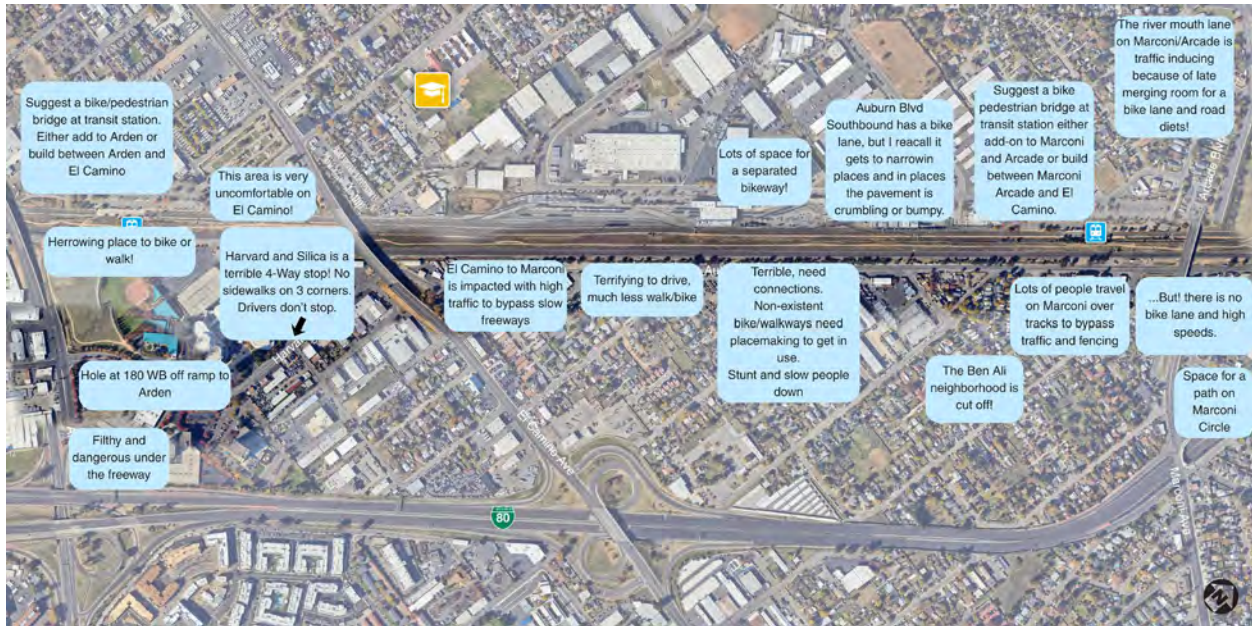 Suggest a bike/pedestrian
bridge at transit station.
Either add to Arden or
build between Arden and
El Camino
This area is very
uncomfortable on
El Camino!
Herrowing place to bike or
walk!
Harvard and Silica is a
terrible 4-Way stop! No
sidewalks on 3 corners.
Drivers don't stop.
Hole at 180 WB off ramp to
Arden
Filthy and
dangerous under
the freeway
El Camino to Marconi
is impacted with high
traffic to bypass slow
freeways
Terrifying to drive,
much less walk/bike
Lots of space for
a separated
bikeway!
Terrible, need
connections.
Non-existent
bike/walkways need
placemaking to get in
use.
Stunt and slow people
down
Auburn Blvd
Southbound has a bike
lane, but I reacall it
gets to narrowin
places and in places
the pavement is
crumbling or bumpy.
Suggest a bike
pedestrian bridge at
transit station either
add-on to Marconi
and Arcade or build
between Marconi
Arcade and El
Camino.
The river mouth lane
on Marconi/Arcade is
traffic inducing
because of late
merging room for a
bike lane and road
diets!
Lots of people travel
on Marconi over
tracks to bypass
traffic and fencing
...But! there is no
bike lane and high
speeds.
The Ben Ali
neighborhood is
cut off!
Space for a
path on
Marconi
Circle
Arcade Blvd
El Camino Ave
Marconi Ave
80
N